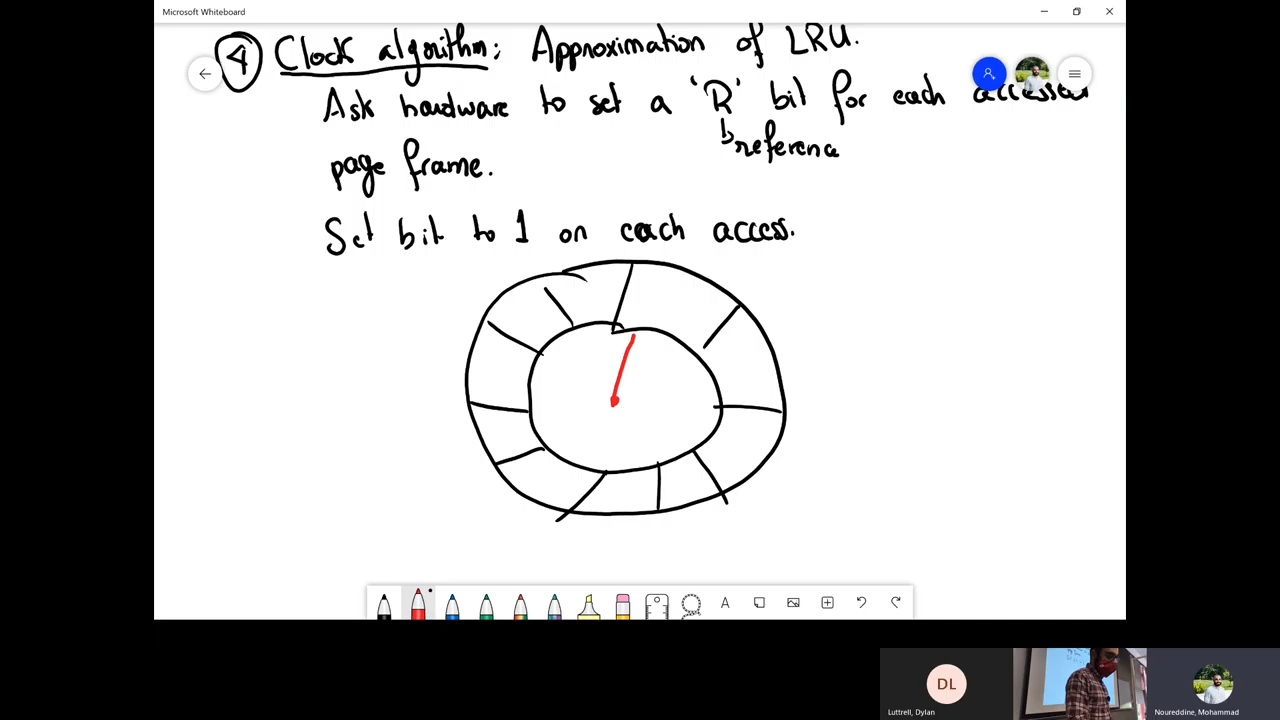 Microsoft Whiteboard
4 Clock algorithm: Approximation of LRU.
Ask hardware to set a 'R' bit for each accessed
reference
page frame.
Set bit to 1 on each access.
A
DL
Luttrell, Dylan
Noureddine, Mohammad